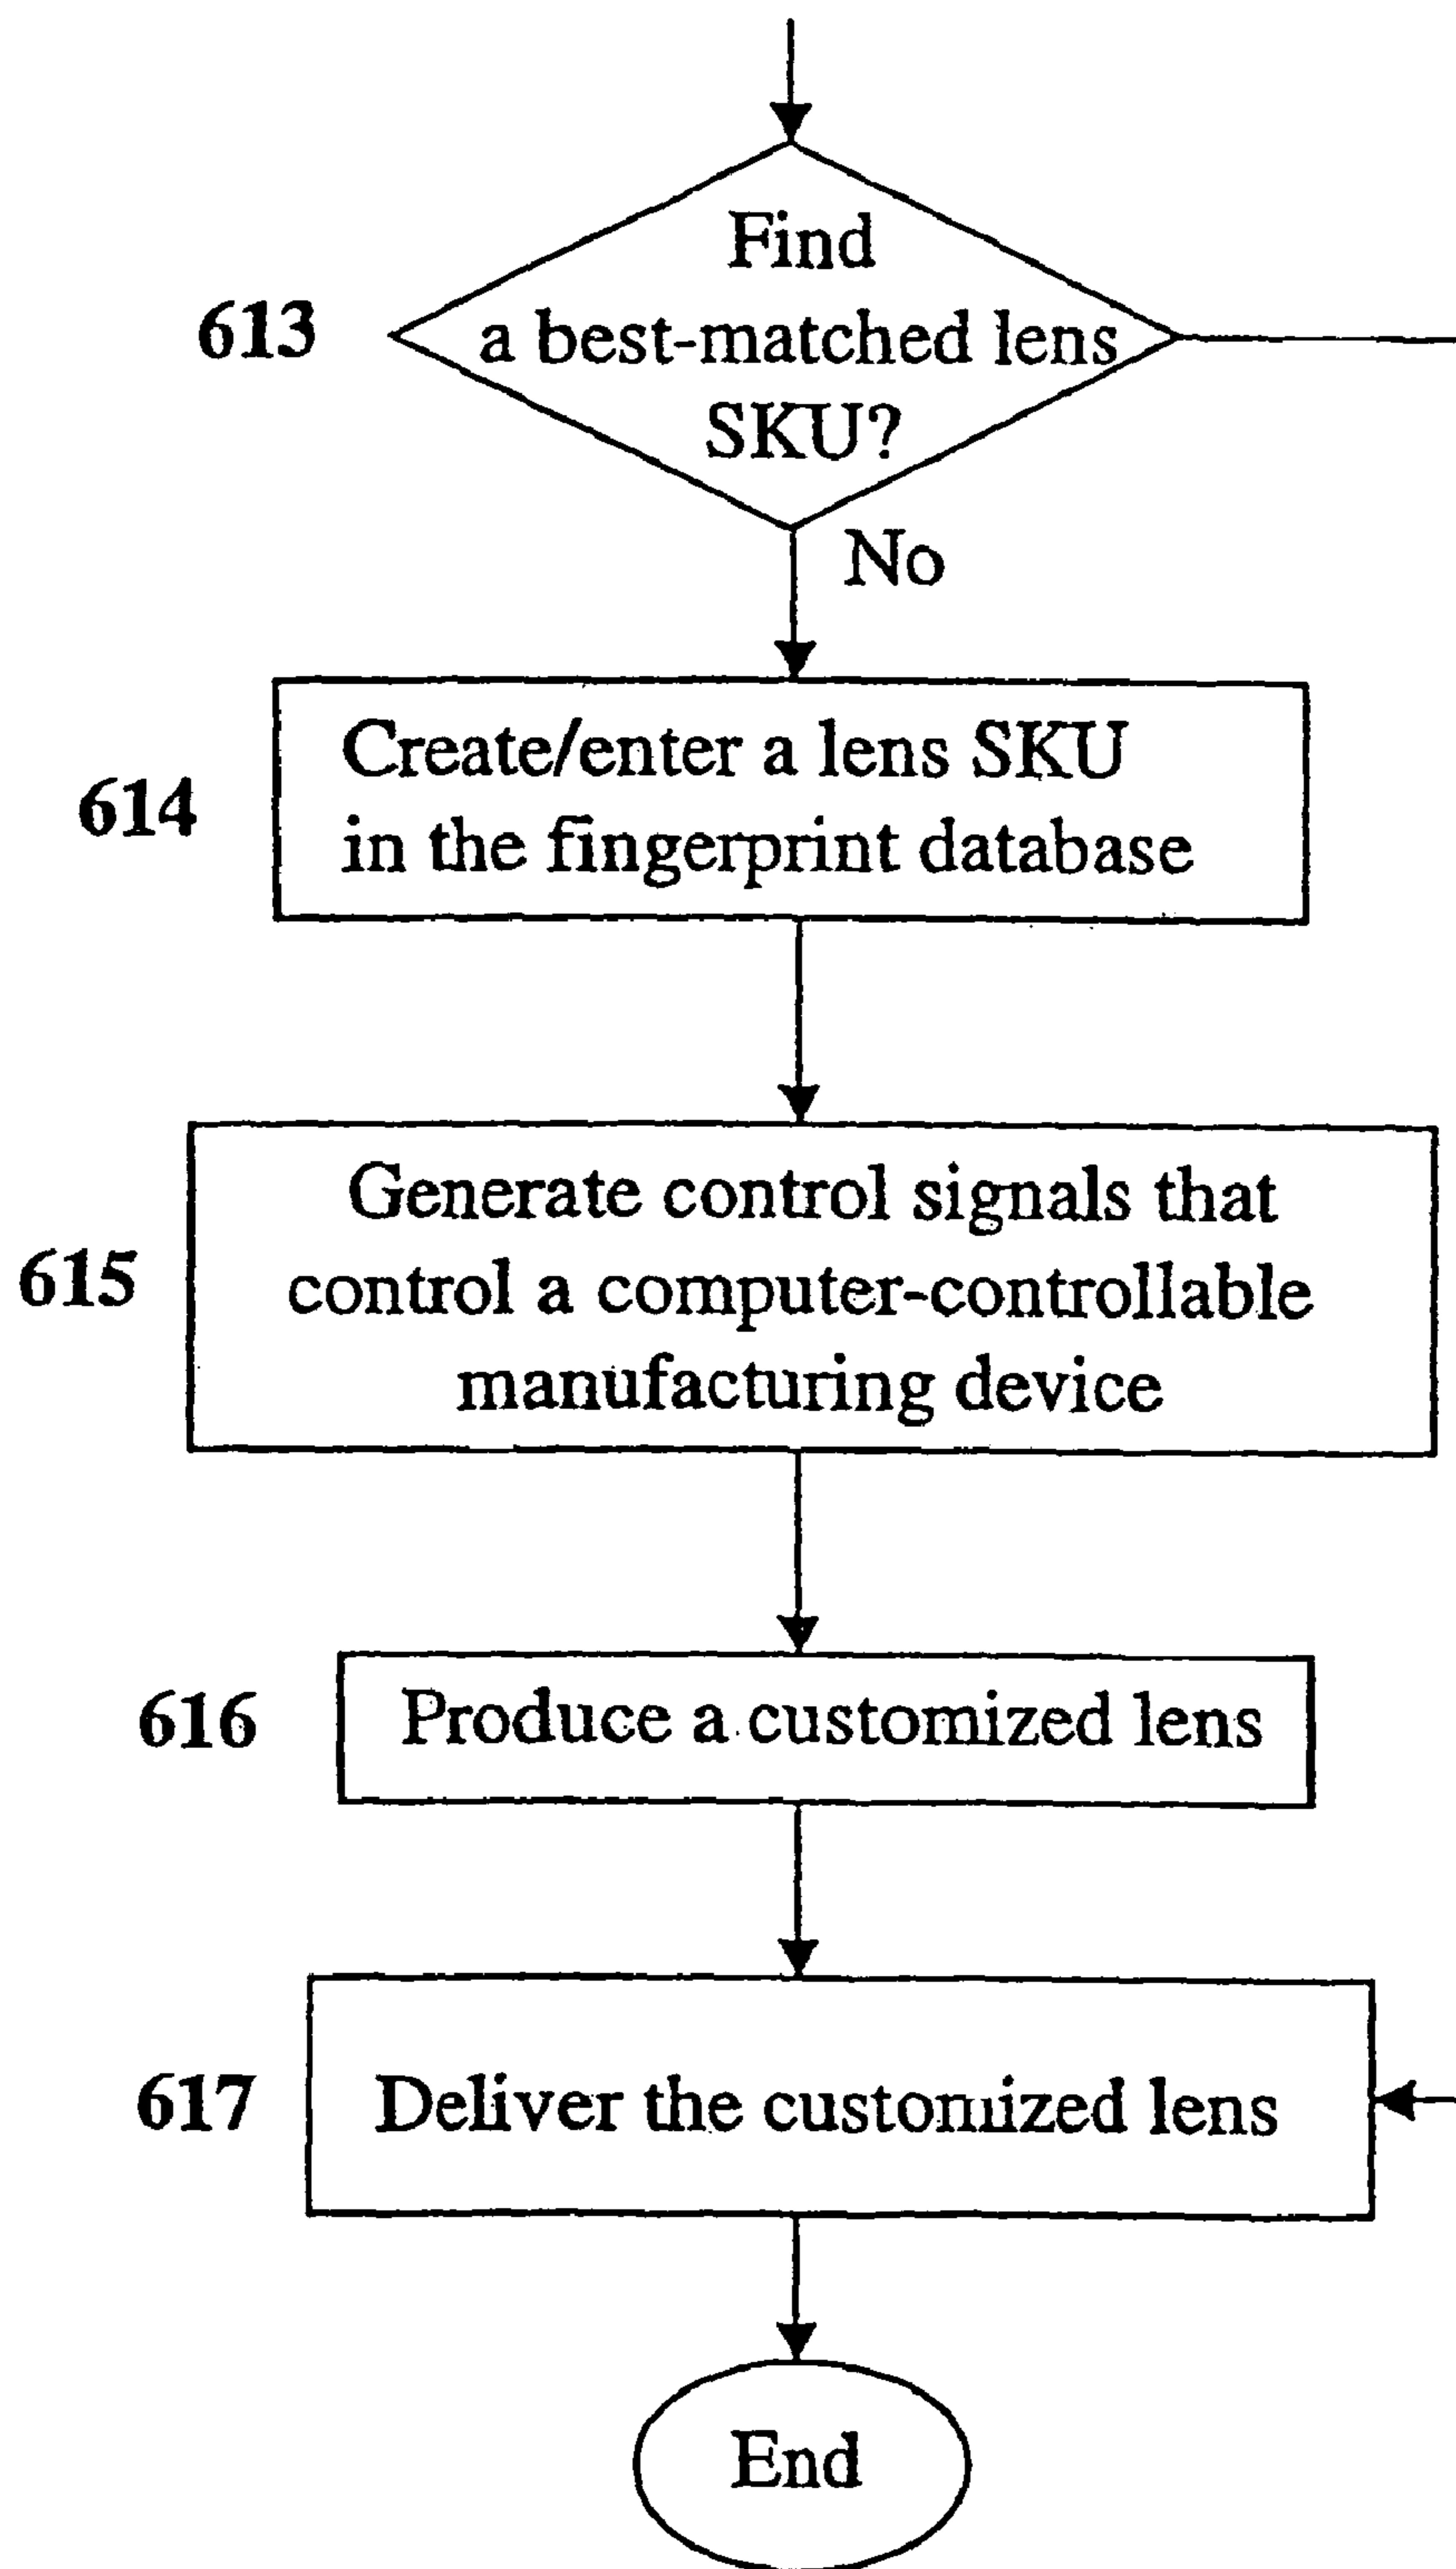 Find
613
a best-matched lens
SKU?
No
Create/enter a lens SKU
614
in the fingerprint database
Generate control signals that
615
control a computer-controllable
manufacturing device
616
Produce a customized lens
617
Deliver the customized lens
End